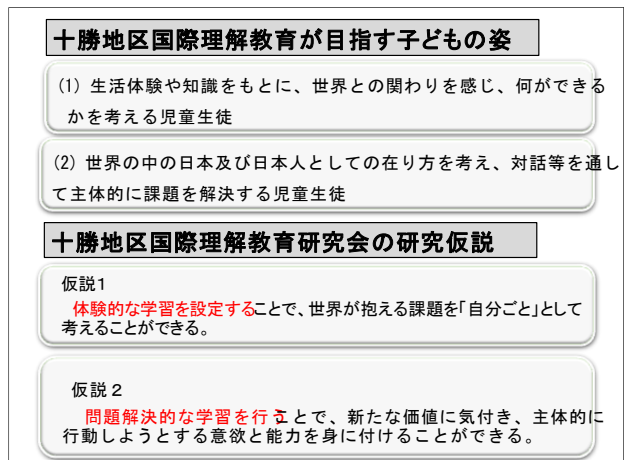 十勝地区国際理解教育が目指す子どもの姿
(1) 生活体験や知識をもとに、世界との関わりを感じ、何ができる
かを考える児童生徒
(2) 世界の中の日本及び日本人としての在り方を考え、対話等を通し
て主体的に課題を解決する児童生徒
十勝地区国際理解教育研究会の研究仮説
仮説1
体験的な学習を設定することで、世界が抱える課題を「自分ごと」として
考えることができる。
仮説2
問題解決的な学習を行うことで、新たな価値に気付き、主体的に
行動しようとする意欲と能力を身に付けることができる。